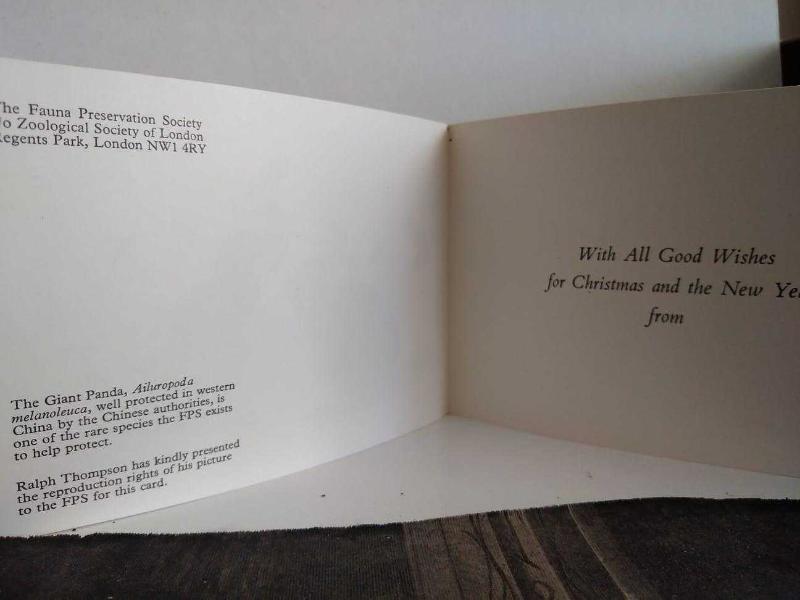 he Fauna Preservation Society
/o Zoological Society of London
egents Park, London NW1 4RY
The Giant Panda, Ailuropoda
melanoleuca, well protected in western
China by the Chinese authorities, is
one of the rare species the FPS exists
to help protect.
Ralph Thompson has kindly presented
the reproduction rights of his picture
to the FPS for this card.
With All Good Wishes
for Christmas and the New Ye
from